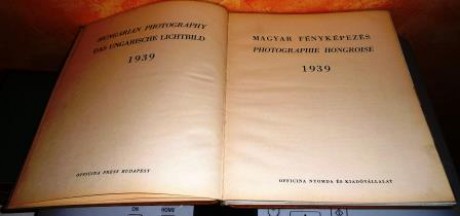 HUNGARIAN PHOTOGRAPHY
DAS UNGARISCHE LICHTBILD
1939
OFFICINA PRESS BUDAPEST
MAGYAR FÉNYKÉPEZÉS
PHOTOGRAPHIE HONGROISE
1939
OFFICINA NYOMDA ÉS KIADÓVÁLLALAT